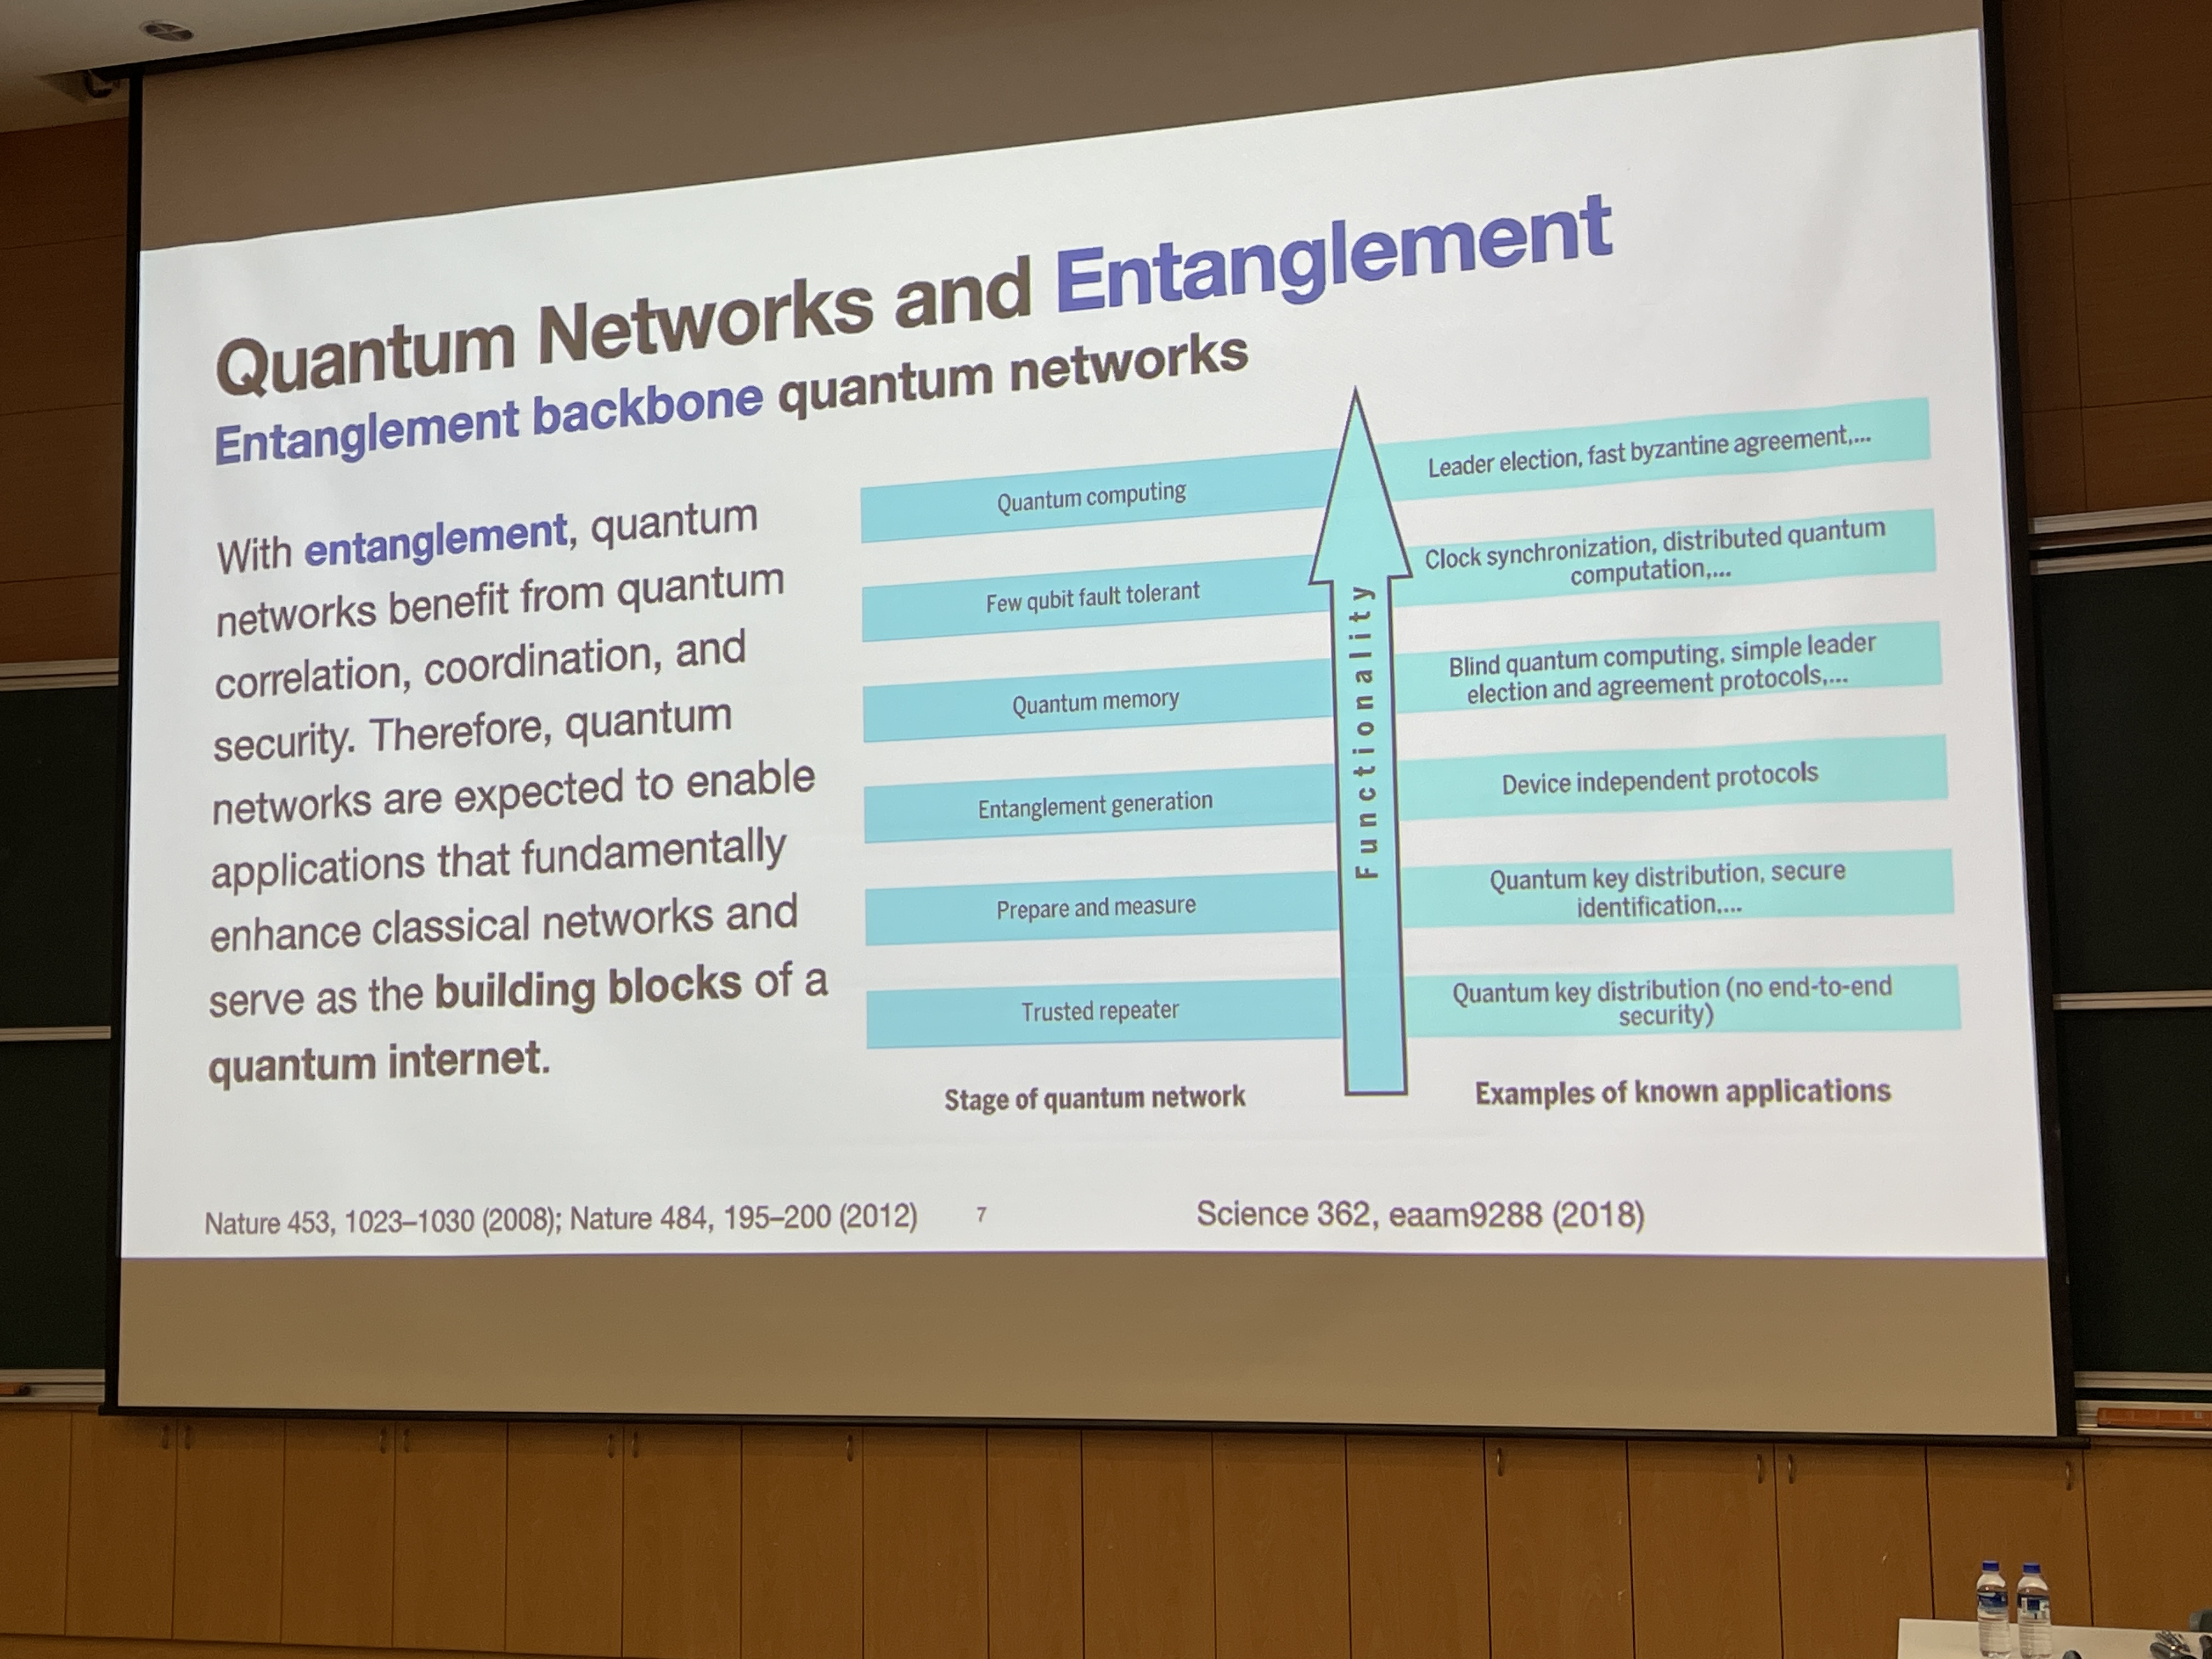 Quantum Networks and Entanglement
Entanglement backbone quantum networks
With entanglement, quantum
networks benefit from quantum
correlation, coordination, and
security. Therefore, quantum
networks are expected to enable
applications that fundamentally
enhance classical networks and
serve as the building blocks of a
quantum internet.
Quantum computing
Leader election, fast byzantine agreement,...
Few qubit fault tolerant
Clock synchronization, distributed quantum
computation,...
Quantum memory
Blind quantum computing, simple leader
election and agreement protocols,...
Entanglement generation
Device independent protocols
Prepare and measure
Quantum key distribution, secure
identification,...
Trusted repeater
Quantum key distribution (no end-to-end
security)
Functionality
Stage of quantum network
Examples of known applications
Nature 453, 1023–1030 (2008); Nature 484, 195–200 (2012)
7
Science 362, eaam9288 (2018)